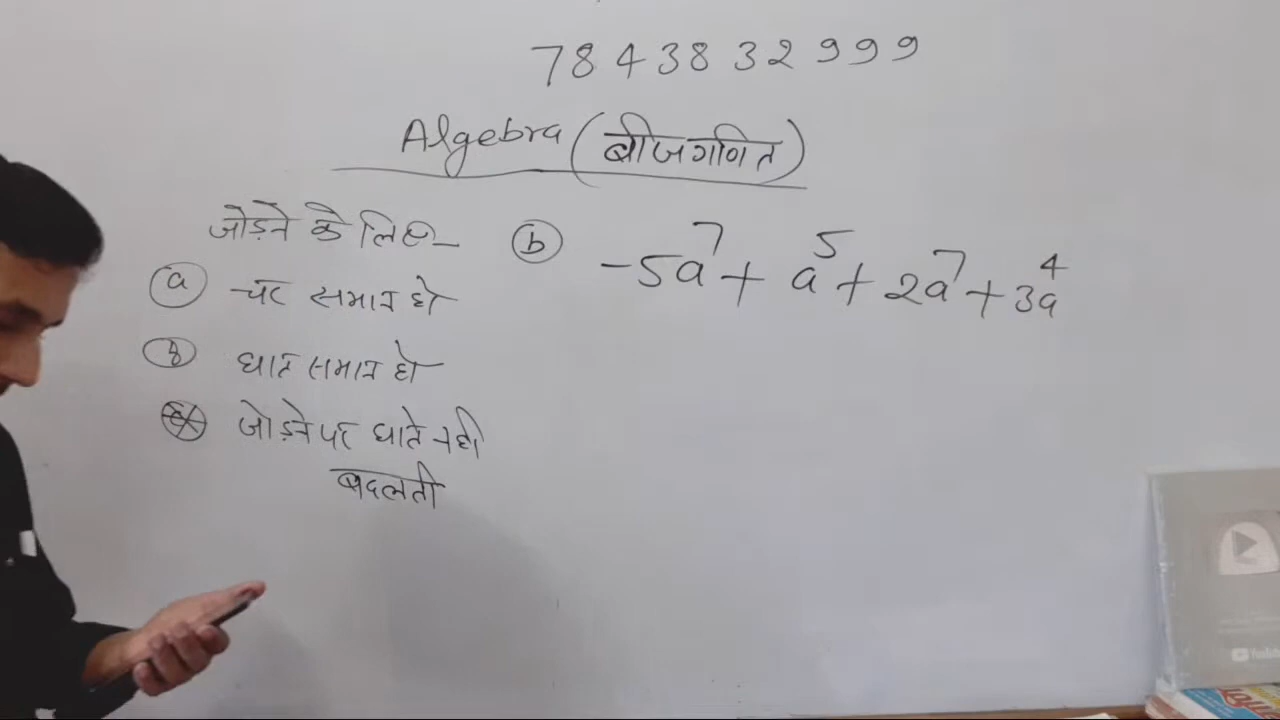 7843832999
Algebra (बीजगणित)
जोड़ने के लिए-
(a) चर समान हो
(b) घात समान हो
जोड़ने पर घाते नही
बदलती
(b) -5a⁷ + a⁵ + 2a⁷ + 3a⁴